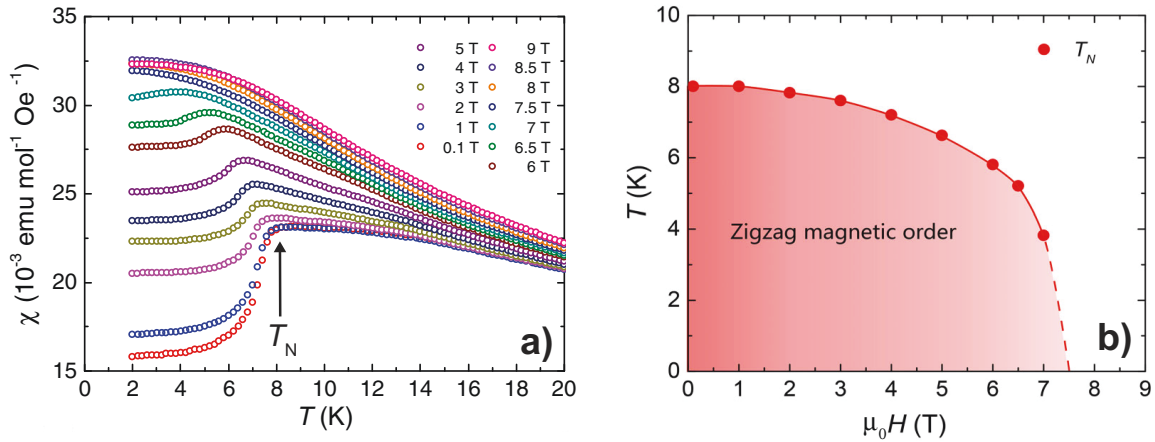 χ (10⁻³ emu mol⁻¹ Oe⁻¹)
35
30
25
20
15
5 T 9 T
4 T 8.5 T
3 T 8 T
2 T 7.5 T
1 T 7 T
0.1 T 6.5 T
6 T
T_N
a)
0 2 4 6 8 10 12 14 16 18 20
T (K)
T (K)
10
8
6
4
2
0
T_N
Zigzag magnetic order
b)
0 1 2 3 4 5 6 7 8 9
μ₀H (T)